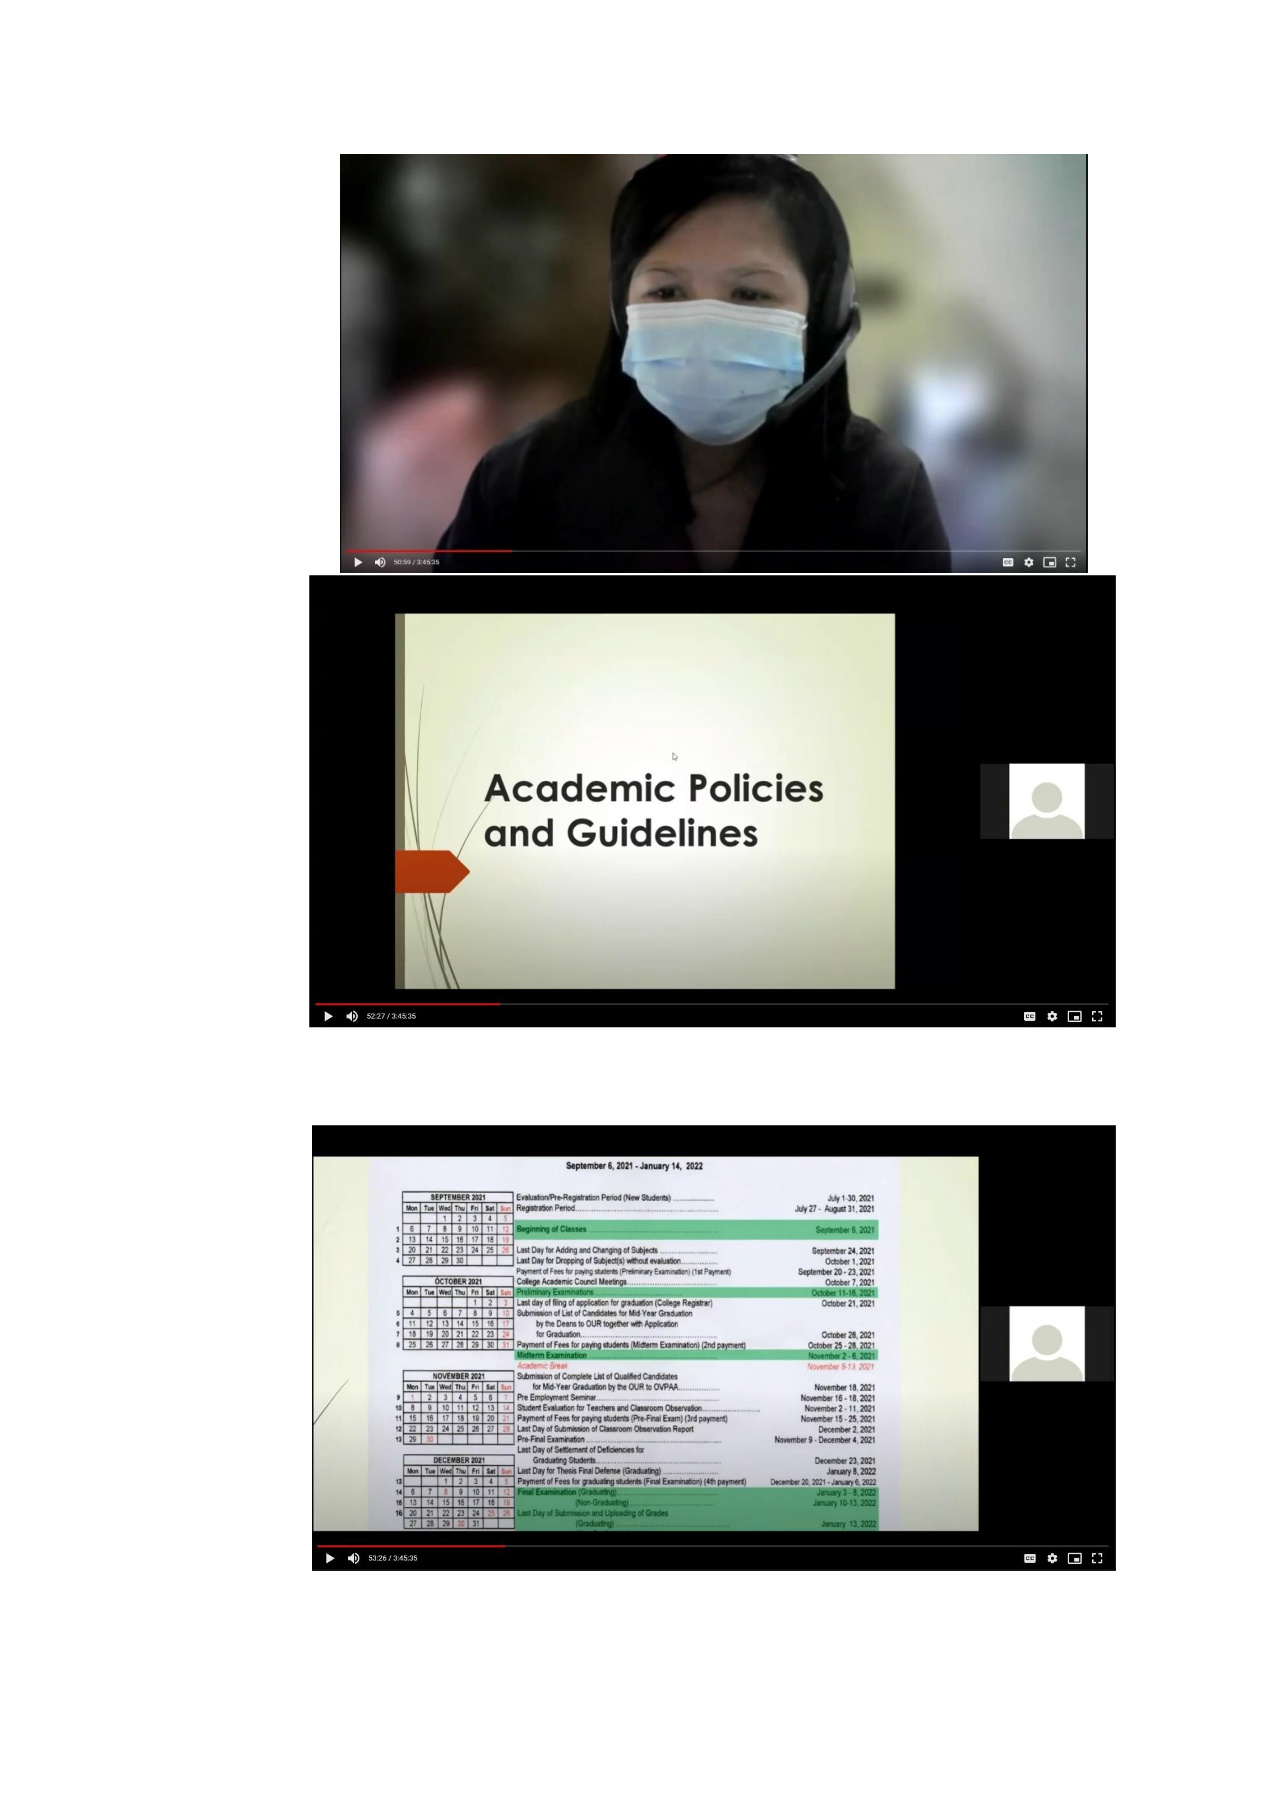 50:59 / 3:45:35
Academic Policies
and Guidelines
52:27 / 3:45:35
September 6, 2021 - January 14, 2022
SEPTEMBER 2021
Mon Tue Wed Thu Fri Sat Sun
1 2 3 4 5
1 6 7 8 9 10 11 12
2 13 14 15 16 17 18 19
3 20 21 22 23 24 25 26
4 27 28 29 30
OCTOBER 2021
Mon Tue Wed Thu Fri Sat Sun
1 2 3
5 4 5 6 7 8 9 10
6 11 12 13 14 15 16 17
7 18 19 20 21 22 23 24
8 25 26 27 28 29 30 31
NOVEMBER 2021
Mon Tue Wed Thu Fri Sat Sun
9 1 2 3 4 5 6 7
10 8 9 10 11 12 13 14
11 15 16 17 18 19 20 21
12 22 23 24 25 26 27 28
13 29 30
DECEMBER 2021
Mon Tue Wed Thu Fri Sat Sun
13 1 2 3 4 5
14 6 7 8 9 10 11 12
15 13 14 15 16 17 18 19
16 20 21 22 23 24 25 26
27 28 29 30 31
Evaluation/Pre-Registration Period (New Students) .................. July 1-30, 2021
Registration Period.................. July 27 - August 31, 2021
Beginning of Classes .................. September 6, 2021
Last Day for Adding and Changing of Subjects .................. September 24, 2021
Last Day for Dropping of Subject(s) without evaluation.................. October 1, 2021
Payment of Fees for paying students (Preliminary Examination) (1st Payment) September 20 - 23, 2021
College Academic Council Meetings.................. October 7, 2021
Preliminary Examinations .................. October 11-16, 2021
Last day of filing of application for graduation (College Registrar) October 21, 2021
Submission of List of Candidates for Mid-Year Graduation
by the Deans to OUR together with Application
for Graduation.................. October 28, 2021
Payment of Fees for paying students (Midterm Examination) (2nd payment) October 25 - 28, 2021
Midterm Examination .................. November 2 - 6, 2021
Academic Break November 8-13, 2021
Submission of Complete List of Qualified Candidates
for Mid-Year Graduation by the OUR to OVPAA.................. November 18, 2021
Pre Employment Seminar.................. November 16 - 18, 2021
Student Evaluation for Teachers and Classroom Observation.................. November 2 - 11, 2021
Payment of Fees for paying students (Pre-Final Exam) (3rd payment) November 15 - 25, 2021
Last Day of Submission of Classroom Observation Report December 2, 2021
Pre-Final Examination .................. November 9 - December 4, 2021
Last Day of Settlement of Deficiencies for
Graduating Students.................. December 23, 2021
Last Day for Thesis Final Defense (Graduating) .................. January 8, 2022
Payment of Fees for graduating students (Final Examination) (4th payment) December 20, 2021 - January 6, 2022
Final Examination (Graduating).................. January 3 - 8, 2022
(Non-Graduating).................. January 10-13, 2022
Last Day of Submission and Uploading of Grades
(Graduating) .................. January 13, 2022
53:26 / 3:45:35